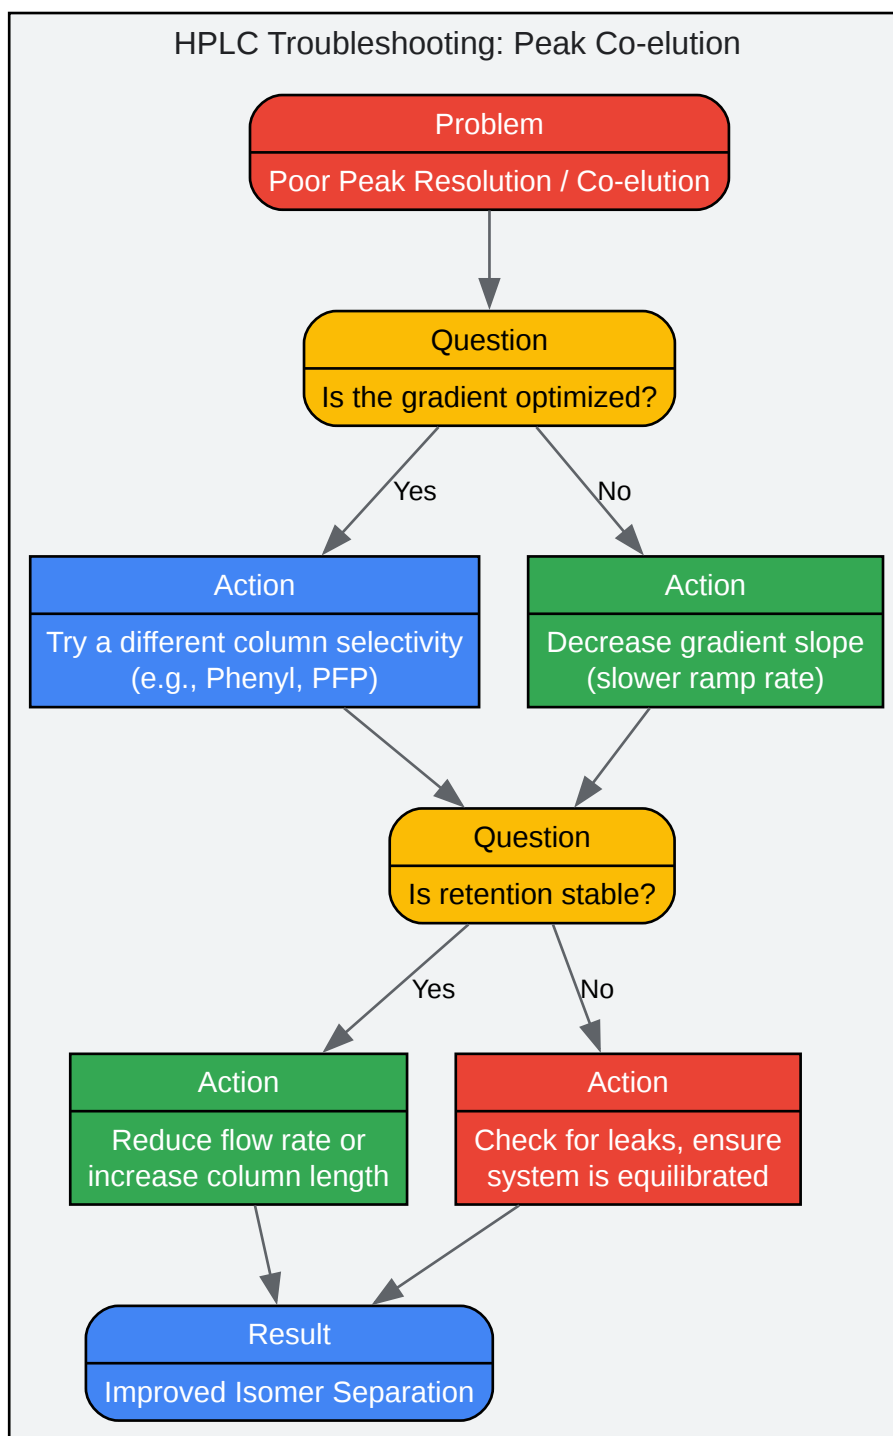 HPLC Troubleshooting: Peak Co-elution
Problem
Poor Peak Resolution / Co-elution
Question
Is the gradient optimized?
Yes
No
Action
Try a different column selectivity
(e.g., Phenyl, PFP)
Action
Decrease gradient slope
(slower ramp rate)
Question
Is retention stable?
Yes
No
Action
Reduce flow rate or
increase column length
Action
Check for leaks, ensure
system is equilibrated
Result
Improved Isomer Separation